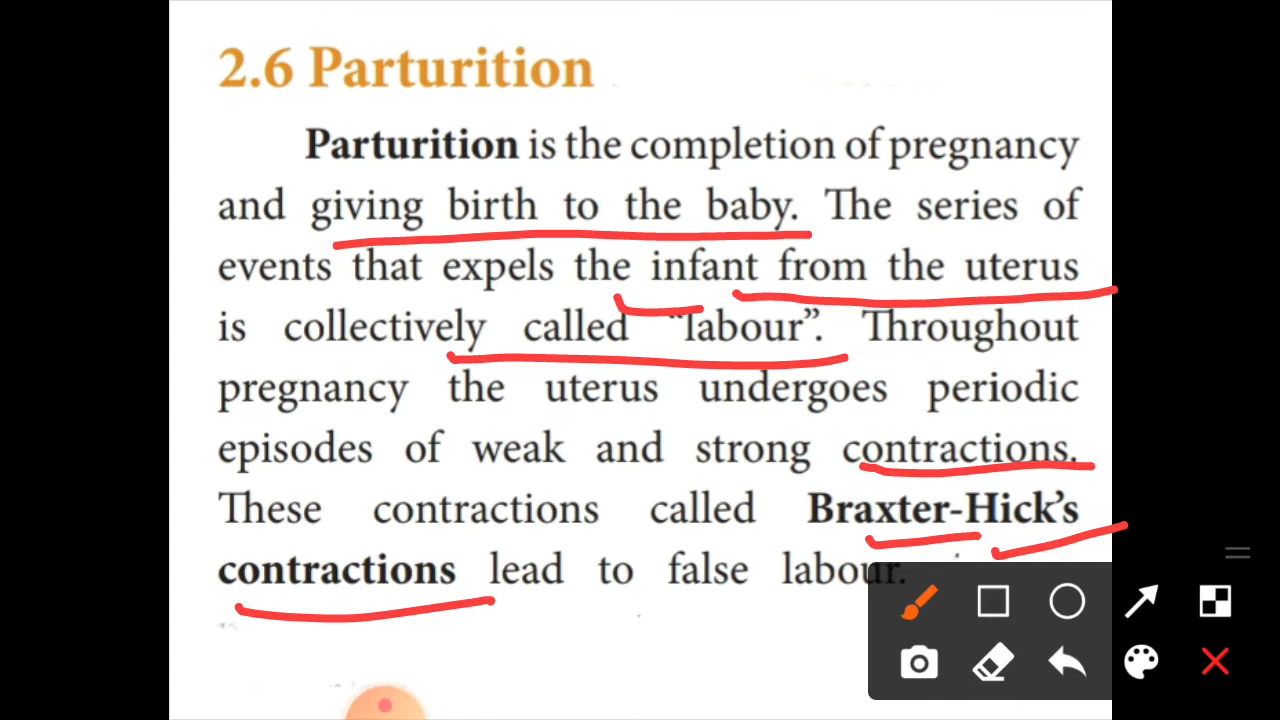 2.6 Parturition
Parturition is the completion of pregnancy
and giving birth to the baby. The series of
events that expels the infant from the uterus
is collectively called “labour”. Throughout
pregnancy the uterus undergoes periodic
episodes of weak and strong contractions.
These contractions called Braxter-Hick’s
contractions lead to false labour.